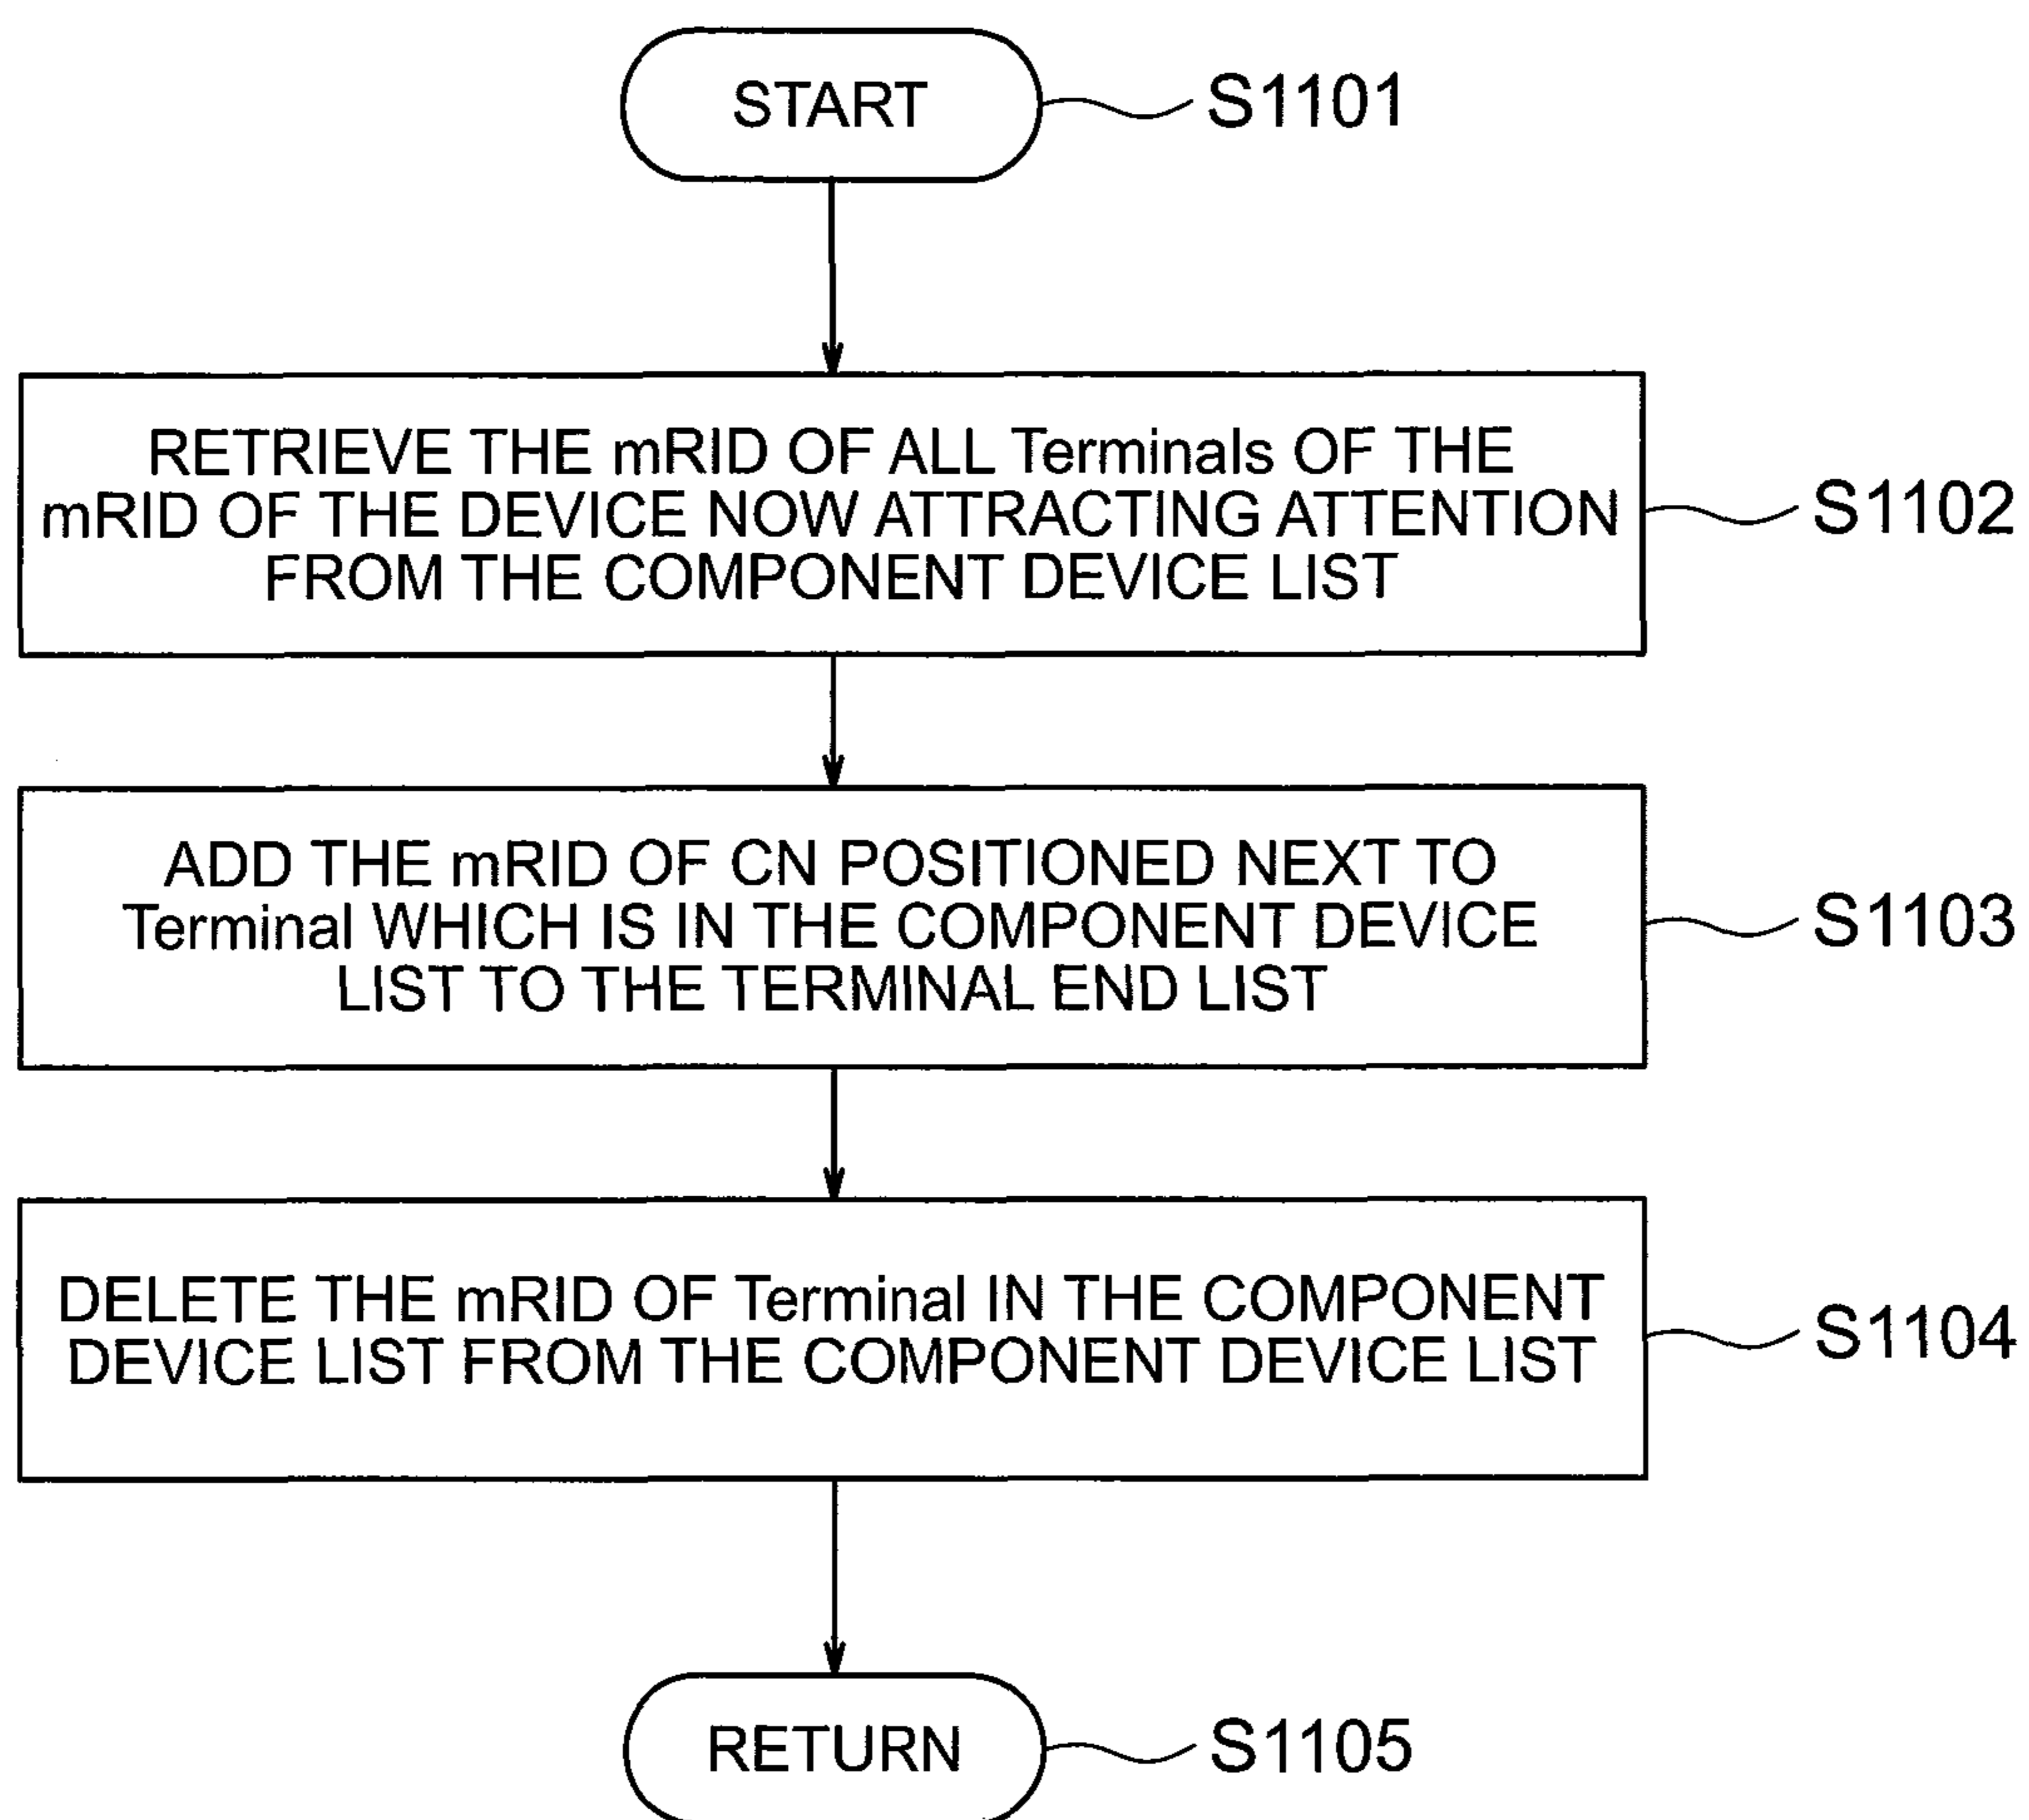 START
S1101
RETRIEVE THE mRID OF ALL Terminals OF THE
mRID OF THE DEVICE NOW ATTRACTING ATTENTION
FROM THE COMPONENT DEVICE LIST
S1102
ADD THE mRID OF CN POSITIONED NEXT TO
Terminal WHICH IS IN THE COMPONENT DEVICE
LIST TO THE TERMINAL END LIST
S1103
DELETE THE mRID OF Terminal IN THE COMPONENT
DEVICE LIST FROM THE COMPONENT DEVICE LIST
S1104
RETURN
S1105